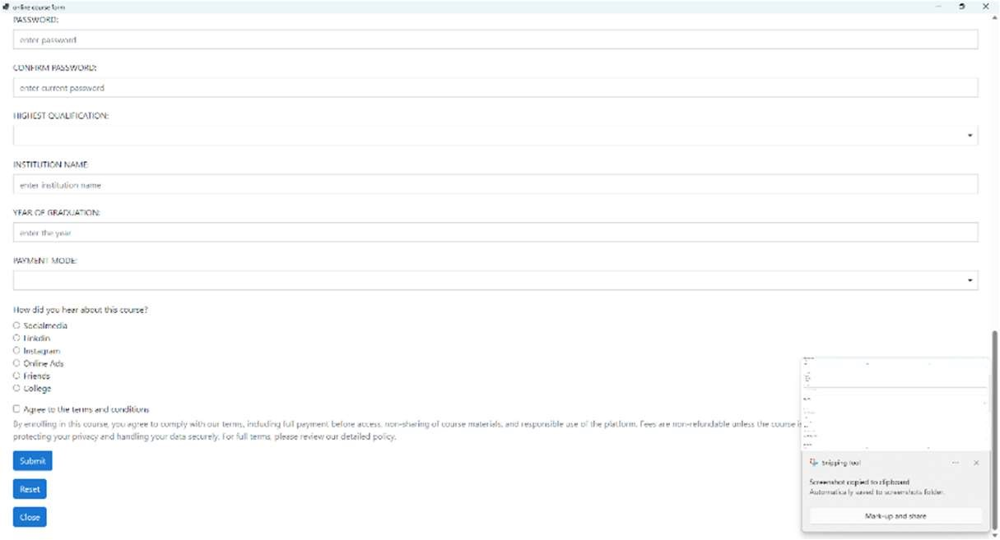 online course form
PASSWORD:
enter password
CONFIRM PASSWORD:
enter current password
HIGHEST QUALIFICATION:
INSTITUTION NAME:
enter institution name
YEAR OF GRADUATION:
enter the year
PAYMENT MODE:
How did you hear about this course?
Socialmedia
Linkdin
Instagram
Online Ads
Friends
College
Agree to the terms and conditions
By enrolling in this course, you agree to comply with our terms, including full payment before access, non-sharing of course materials, and responsible use of the platform. Fees are non-refundable unless the course
protecting your privacy and handling your data securely. For full terms, please review our detailed policy.
Submit
Reset
Close
Snipping Tool
Screenshot copied to clipboard
Automatically saved to screenshots folder.
Mark-up and share